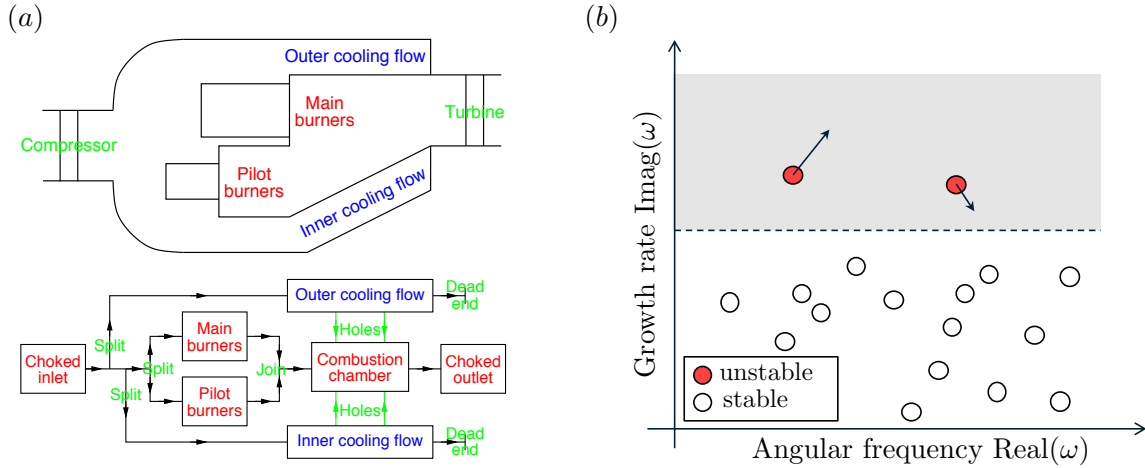 (a)
Outer cooling flow
Main
burners
Turbine
Compressor
Pilot
burners
Inner cooling flow
Dead
end
Outer cooling flow
Holes
Main
burners
Split
Choked
inlet
Split
Join
Combustion
chamber
Choked
outlet
Split
Pilot
burners
Holes
Inner cooling flow
Dead
end
(b)
Growth rate Imag(ω)
unstable
stable
Angular frequency Real(ω)